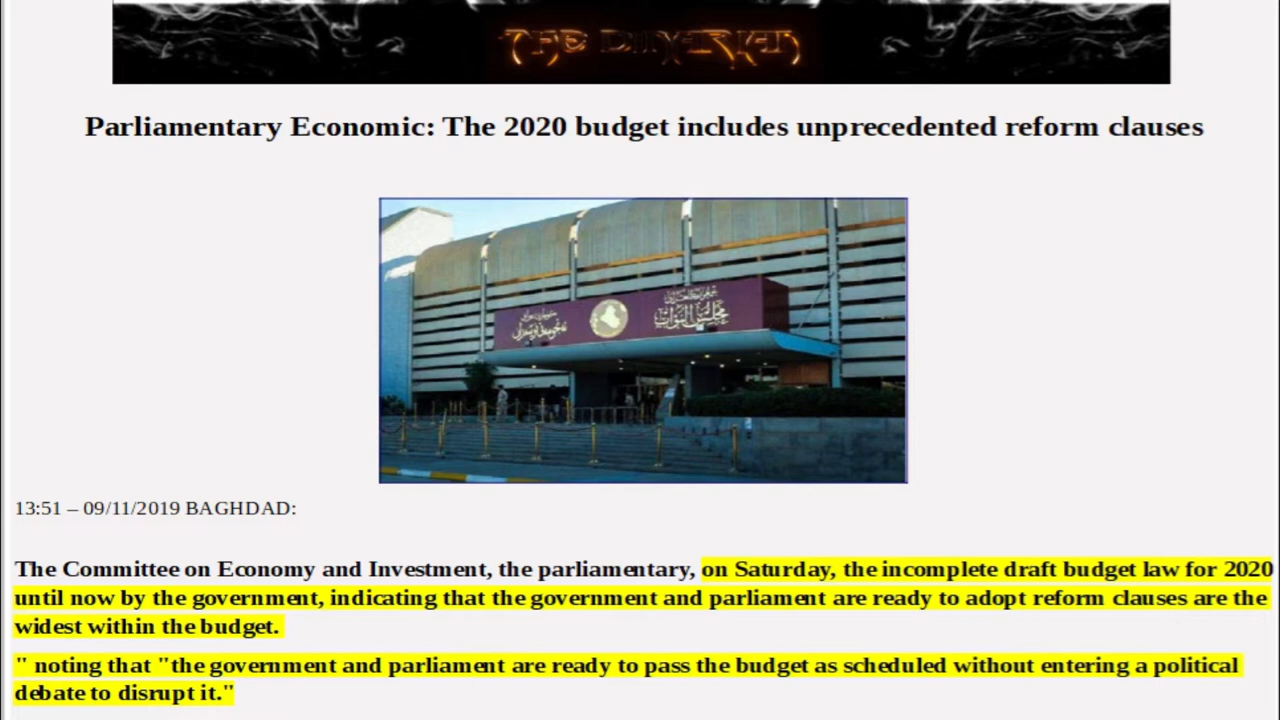 THE DINARIAN
Parliamentary Economic: The 2020 budget includes unprecedented reform clauses
مجلس النواب
13:51 – 09/11/2019 BAGHDAD:
The Committee on Economy and Investment, the parliamentary, on Saturday, the incomplete draft budget law for 2020
until now by the government, indicating that the government and parliament are ready to adopt reform clauses are the
widest within the budget.
" noting that "the government and parliament are ready to pass the budget as scheduled without entering a political
debate to disrupt it."